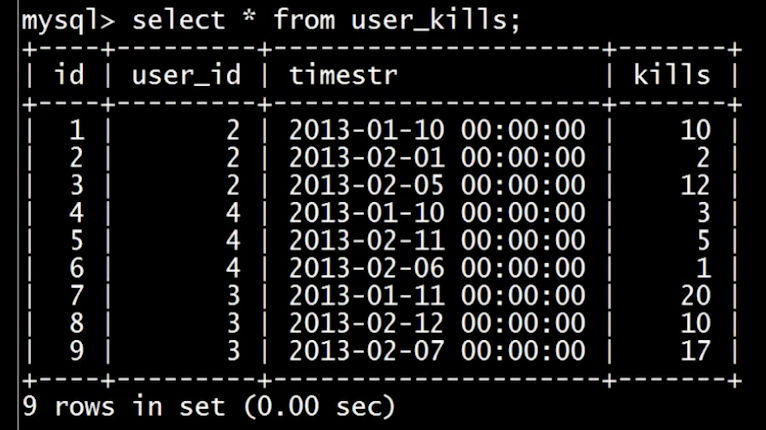 mysql> select * from user_kills;
+----+---------+---------------------+-------+
| id | user_id | timestr             | kills |
+----+---------+---------------------+-------+
|  1 |       2 | 2013-01-10 00:00:00 |    10 |
|  2 |       2 | 2013-02-01 00:00:00 |     2 |
|  3 |       2 | 2013-02-05 00:00:00 |    12 |
|  4 |       4 | 2013-01-10 00:00:00 |     3 |
|  5 |       4 | 2013-02-11 00:00:00 |     5 |
|  6 |       4 | 2013-02-06 00:00:00 |     1 |
|  7 |       3 | 2013-01-11 00:00:00 |    20 |
|  8 |       3 | 2013-02-12 00:00:00 |    10 |
|  9 |       3 | 2013-02-07 00:00:00 |    17 |
+----+---------+---------------------+-------+
9 rows in set (0.00 sec)